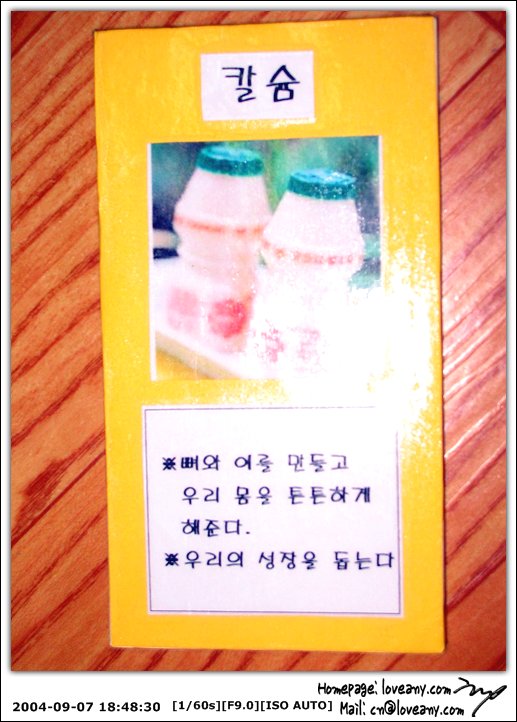 칼슘
※뼈와 이를 만들고
우리 몸을 튼튼하게
해준다.
※우리의 성장을 돕는다
Homepage: loveany.com
2004-09-07 18:48:30 [1/60s][F9.0][ISO AUTO] Mail: cn@loveany.com